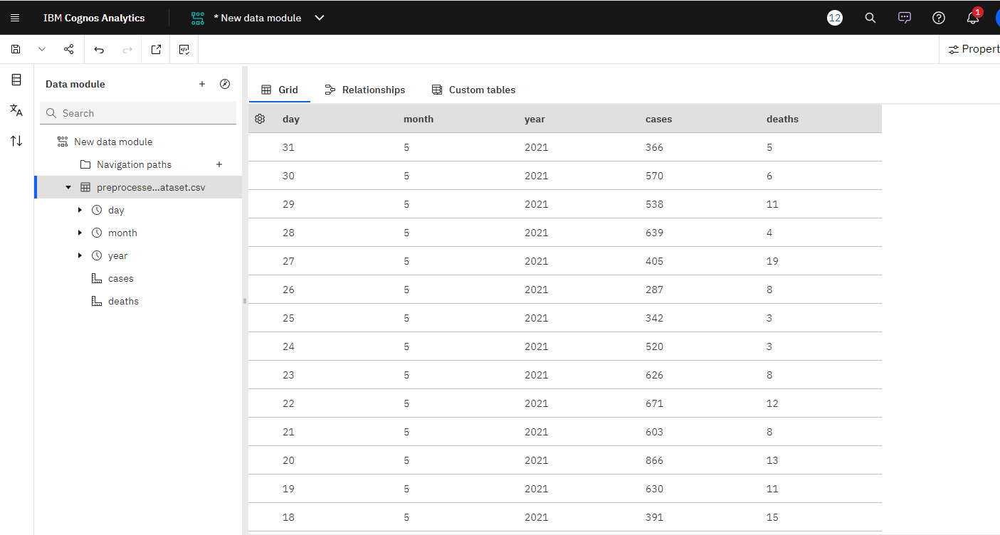 IBM Cognos Analytics * New data module 12 1
Propert
Data module
Search
New data module
Navigation paths
preprocesse...ataset.csv
day
month
year
cases
deaths
Grid Relationships Custom tables
day month year cases deaths
31 5 2021 366 5
30 5 2021 570 6
29 5 2021 538 11
28 5 2021 639 4
27 5 2021 405 19
26 5 2021 287 8
25 5 2021 342 3
24 5 2021 520 3
23 5 2021 626 8
22 5 2021 671 12
21 5 2021 603 8
20 5 2021 866 13
19 5 2021 630 11
18 5 2021 391 15